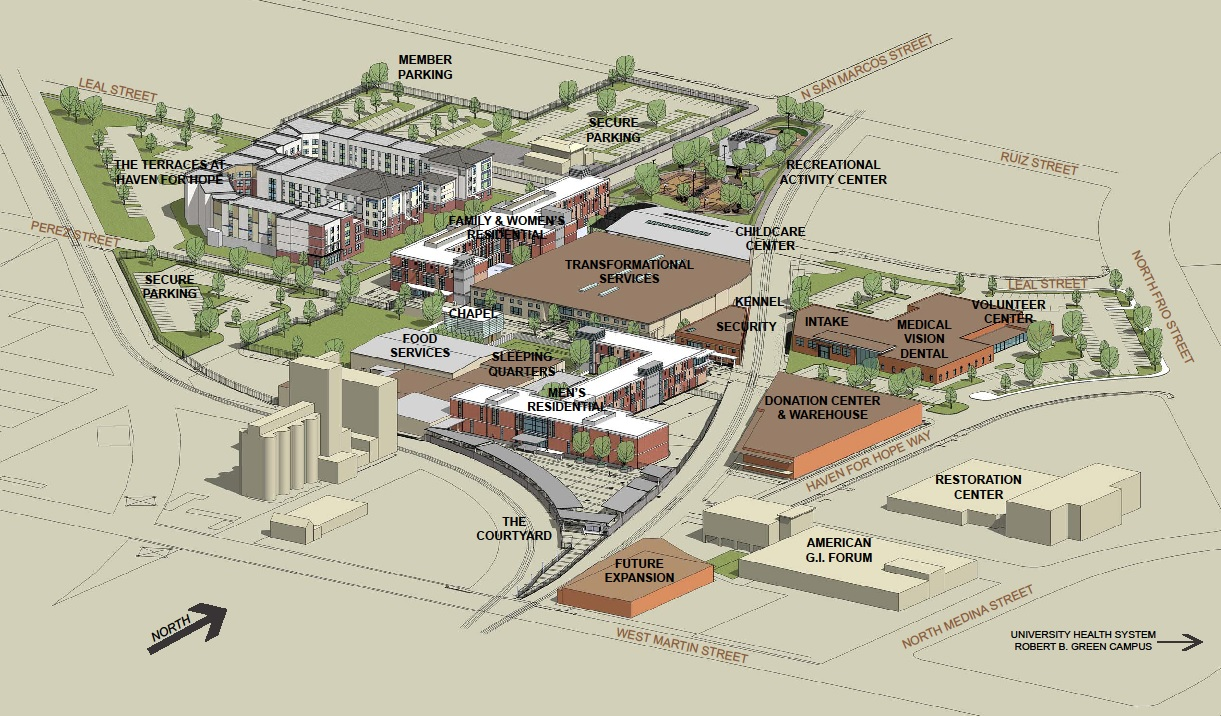 MEMBER
PARKING
N SAN MARCOS STREET
LEAL STREET
SECURE
PARKING
RUIZ STREET
THE TERRACES AT
HAVEN FOR HOPE
RECREATIONAL
ACTIVITY CENTER
FAMILY & WOMEN'S
RESIDENTIAL
PEREZ STREET
CHILDCARE
CENTER
TRANSFORMATIONAL
SERVICES
NORTH FRIO STREET
SECURE
PARKING
LEAL STREET
KENNEL
VOLUNTEER
CENTER
CHAPEL
SECURITY
INTAKE
MEDICAL
VISION
DENTAL
FOOD
SERVICES
SLEEPING
QUARTERS
MEN'S
RESIDENTIAL
DONATION CENTER
& WAREHOUSE
HAVEN FOR HOPE WAY
RESTORATION
CENTER
THE
COURTYARD
AMERICAN
G.I. FORUM
FUTURE
EXPANSION
NORTH
WEST MARTIN STREET
NORTH MEDINA STREET
UNIVERSITY HEALTH SYSTEM
ROBERT B. GREEN CAMPUS